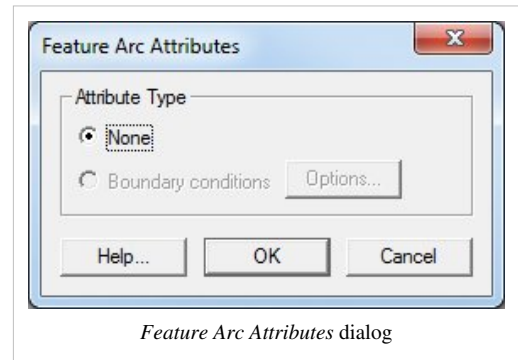 Feature Arc Attributes
Attribute Type
None
Boundary conditions
Options...
Help...
OK
Cancel
Feature Arc Attributes dialog